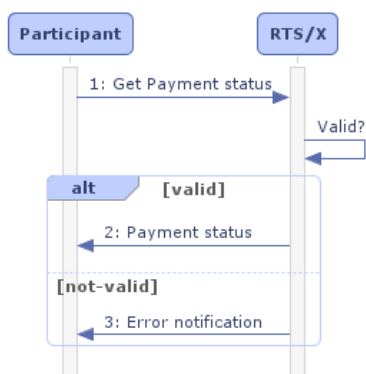 Participant
RTS/X
1: Get Payment status
Valid?
alt
[valid]
2: Payment status
[not-valid]
3: Error notification